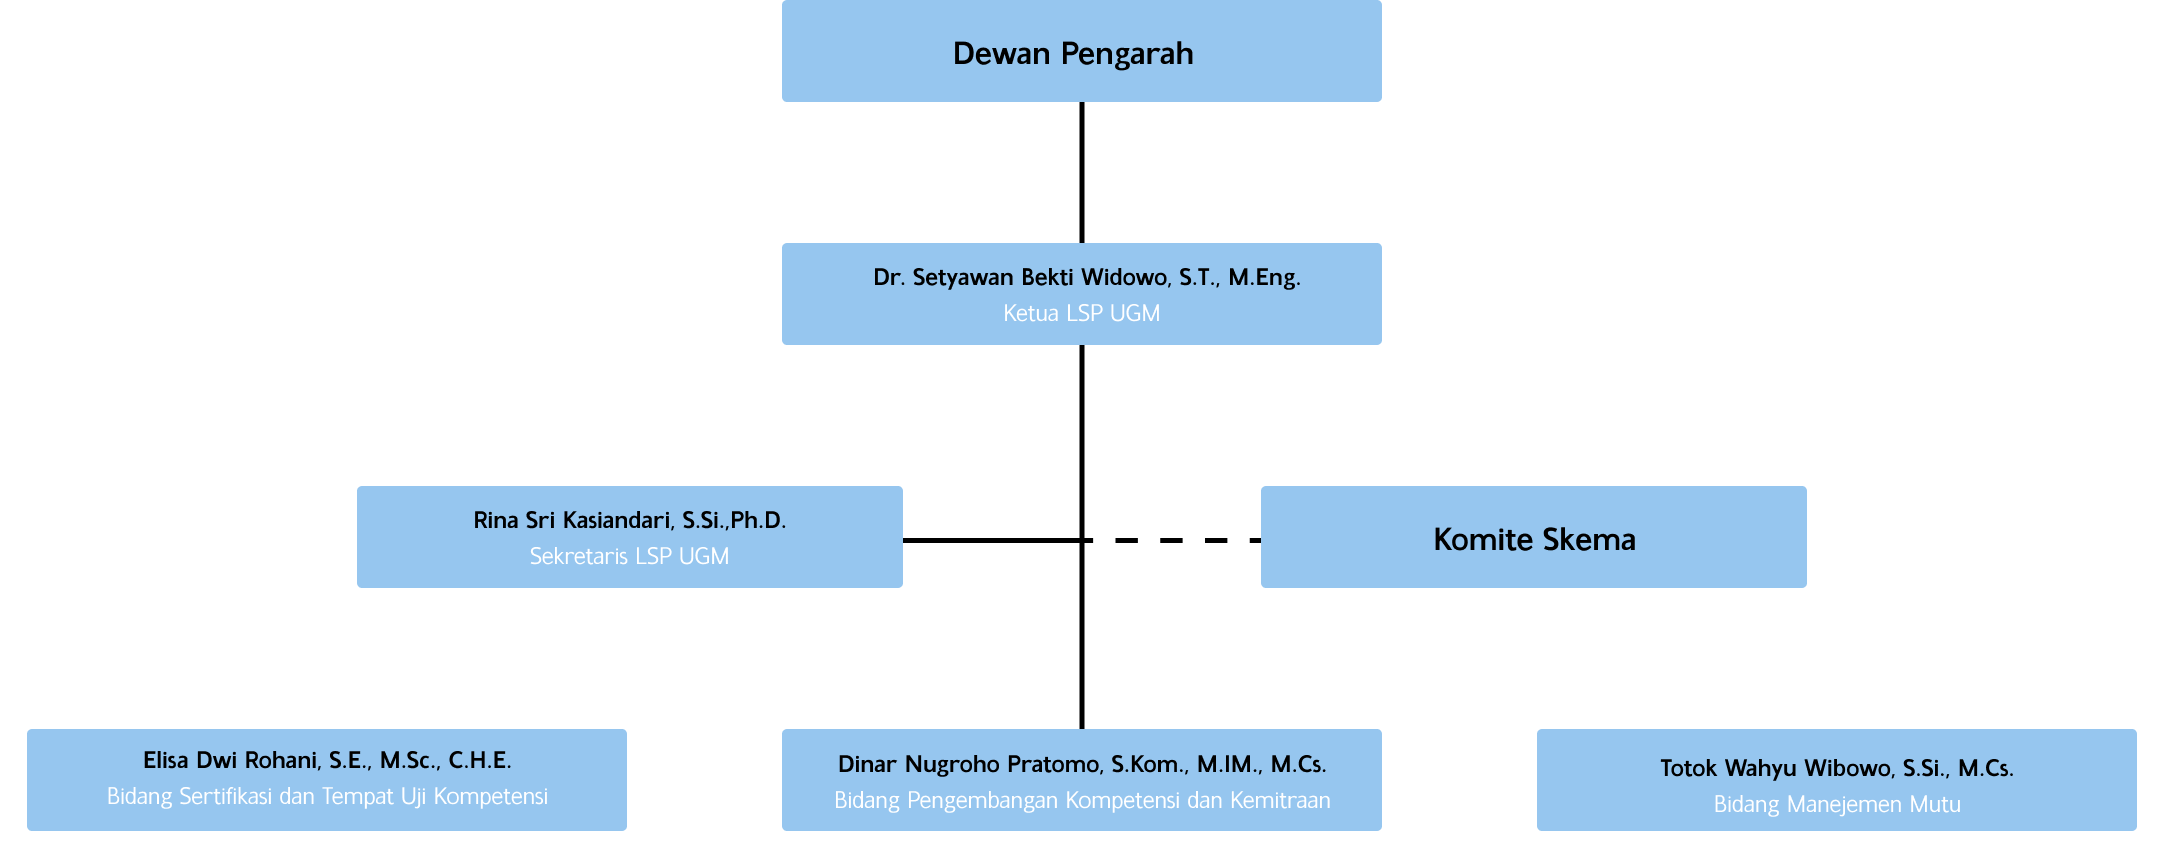 Dewan Pengarah
Dr. Setyawan Bekti Widowo, S.T., M.Eng.
Ketua LSP UGM
Rina Sri Kasiandari, S.Si.,Ph.D.
Sekretaris LSP UGM
Komite Skema
Elisa Dwi Rohani, S.E., M.Sc., C.H.E.
Bidang Sertifikasi dan Tempat Uji Kompetensi
Dinar Nugroho Pratomo, S.Kom., M.IM., M.Cs.
Bidang Pengembangan Kompetensi dan Kemitraan
Totok Wahyu Wibowo, S.Si., M.Cs.
Bidang Manejemen Mutu